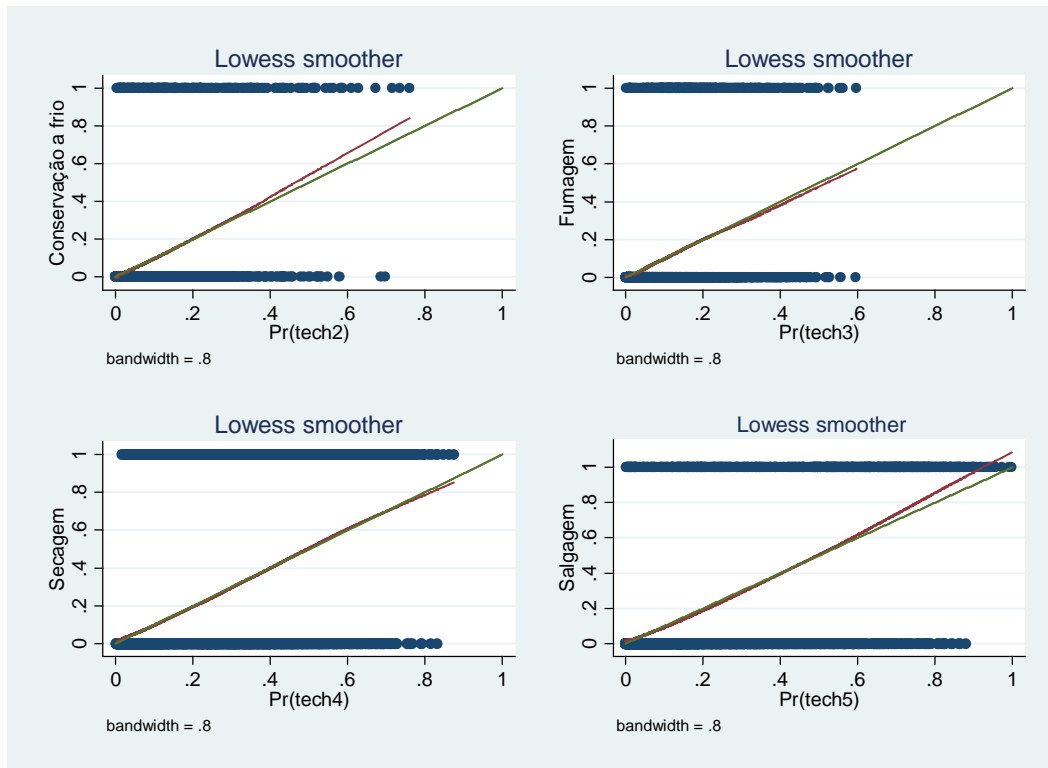 Lowess smoother
Conservação a frio
0 .2 .4 .6 .8 1
0 .2 .4 .6 .8 1
Pr(tech2)
bandwidth = .8
Lowess smoother
Fumagem
0 .2 .4 .6 .8 1
0 .2 .4 .6 .8 1
Pr(tech3)
bandwidth = .8
Lowess smoother
Secagem
0 .2 .4 .6 .8 1
0 .2 .4 .6 .8 1
Pr(tech4)
bandwidth = .8
Lowess smoother
Salgagem
0 .2 .4 .6 .8 1
0 .2 .4 .6 .8 1
Pr(tech5)
bandwidth = .8